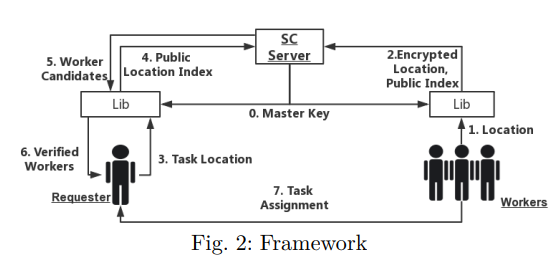 SC
Server
5. Worker
Candidates
4. Public
Location Index
2.Encrypted
Location,
Public Index
Lib
Lib
0. Master Key
1. Location
6. Verified
Workers
3. Task Location
Requester
7. Task
Assignment
Workers
Fig. 2: Framework